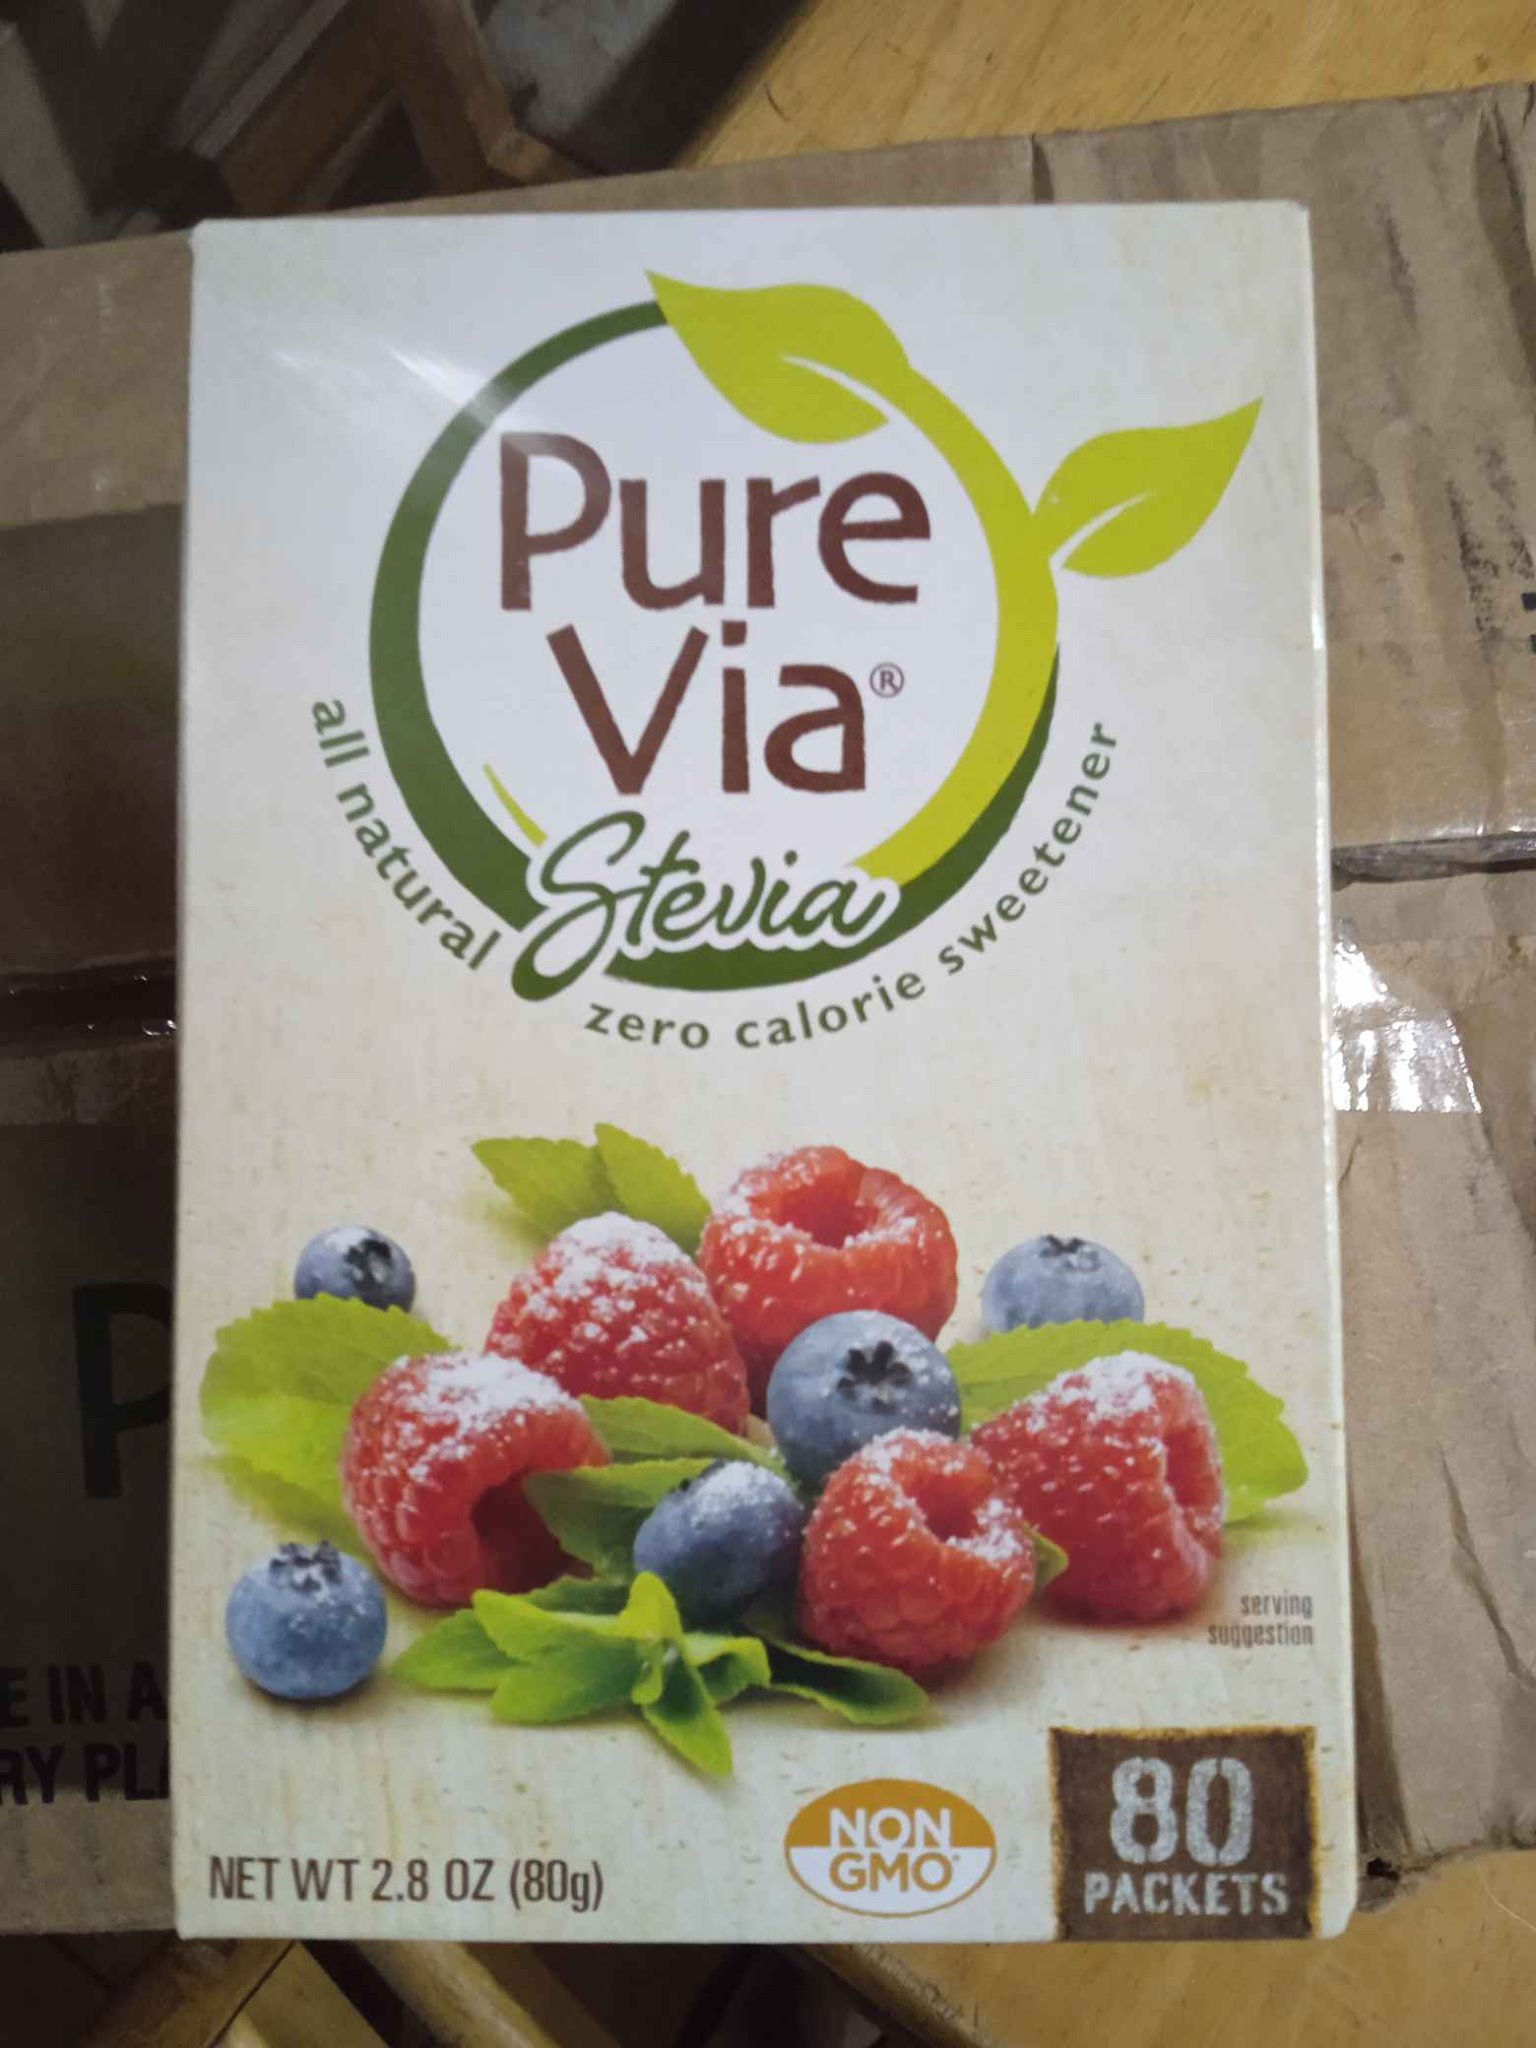 Pure
Via®
Stevia
all natural
zero calorie sweetener
serving
suggestion
NON
GMO
80
PACKETS
NET WT 2.8 OZ (80g)
P
E IN A
RY PLA